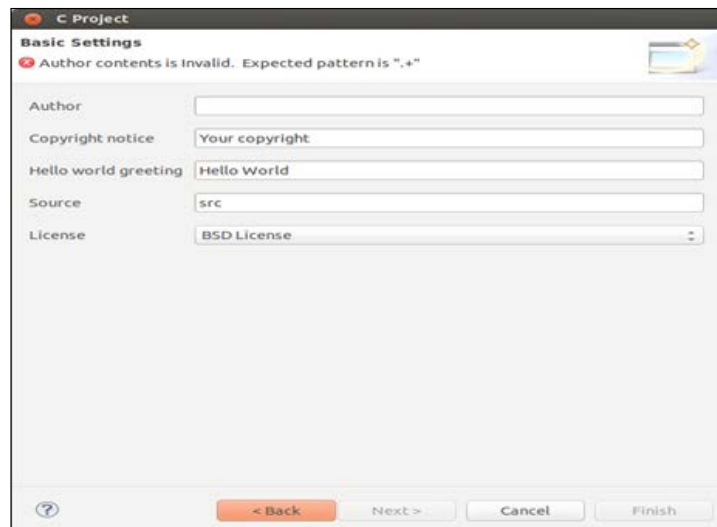 C Project
Basic Settings
Author contents is Invalid. Expected pattern is ".+"
Author
Copyright notice Your copyright
Hello world greeting Hello World
Source src
License BSD License
? < Back Next > Cancel Finish